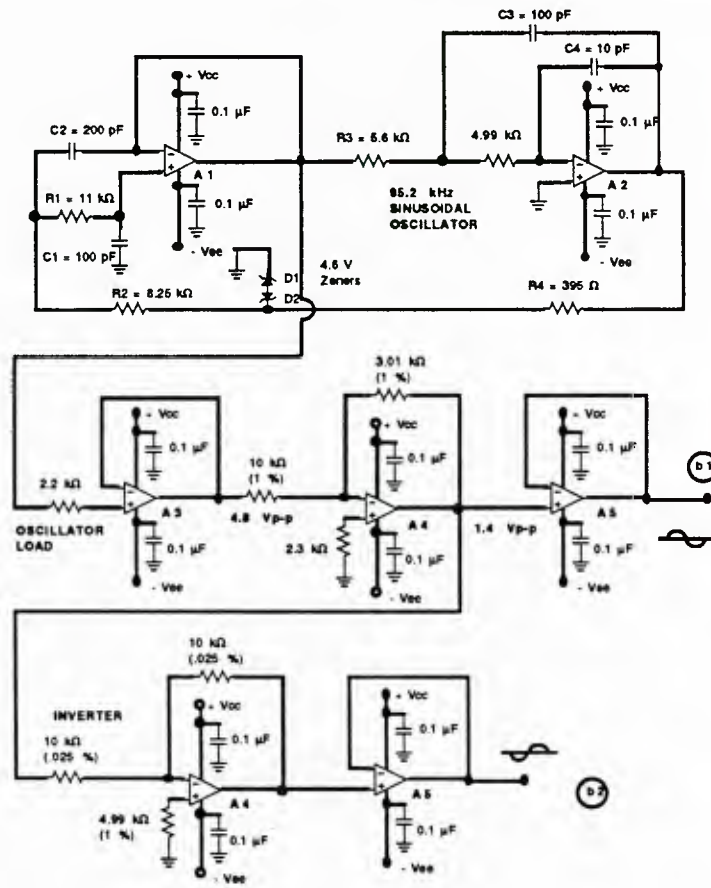 C3 = 100 pF
C4 = 10 pF
+ Vcc
0.1 µF
+ Vcc
0.1 µF
C2 = 200 pF
R3 = 5.6 kΩ
4.99 kΩ
A 1
A 2
R1 = 11 kΩ
95.2 kHz
SINUSOIDAL
OSCILLATOR
0.1 µF
0.1 µF
C1 = 100 pF
- Vee
- Vee
4.6 V
Zeners
D1
D2
R2 = 8.25 kΩ
R4 = 395 Ω
3.01 kΩ
(1 %)
+ Vcc
0.1 µF
+ Vcc
0.1 µF
+ Vcc
0.1 µF
10 kΩ
(1 %)
b 1
2.2 kΩ
A 3
4.8 Vp-p
A 4
1.4 Vp-p
A 5
OSCILLATOR
LOAD
0.1 µF
2.3 kΩ
0.1 µF
0.1 µF
- Vee
- Vee
- Vee
10 kΩ
(.025 %)
INVERTER
+ Vcc
0.1 µF
+ Vcc
0.1 µF
10 kΩ
(.025 %)
A 4
A 5
b 2
4.99 kΩ
(1 %)
0.1 µF
0.1 µF
- Vee
- Vee